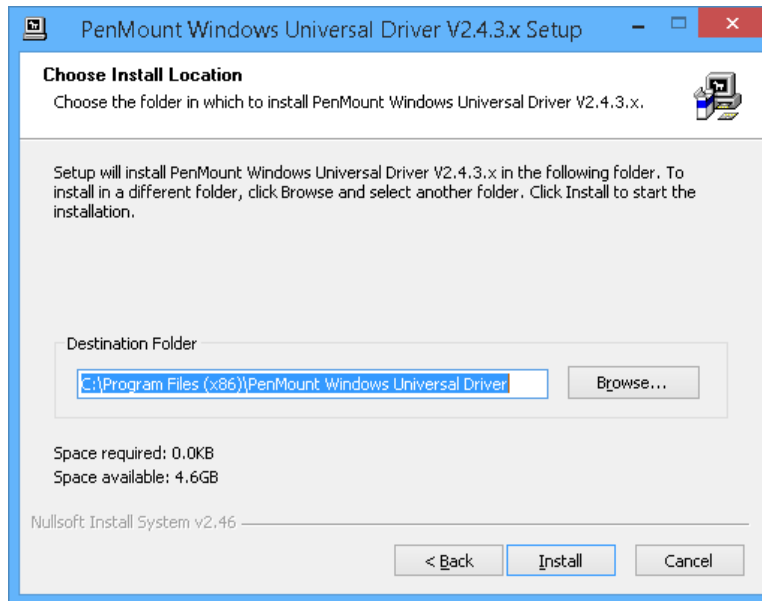 PenMount Windows Universal Driver V2.4.3.x Setup
Choose Install Location
Choose the folder in which to install PenMount Windows Universal Driver V2.4.3.x.
Setup will install PenMount Windows Universal Driver V2.4.3.x in the following folder. To
install in a different folder, click Browse and select another folder. Click Install to start the
installation.
Destination Folder
C:\Program Files (x86)\PenMount Windows Universal Driver
Browse...
Space required: 0.0KB
Space available: 4.6GB
Nullsoft Install System v2.46
< Back
Install
Cancel